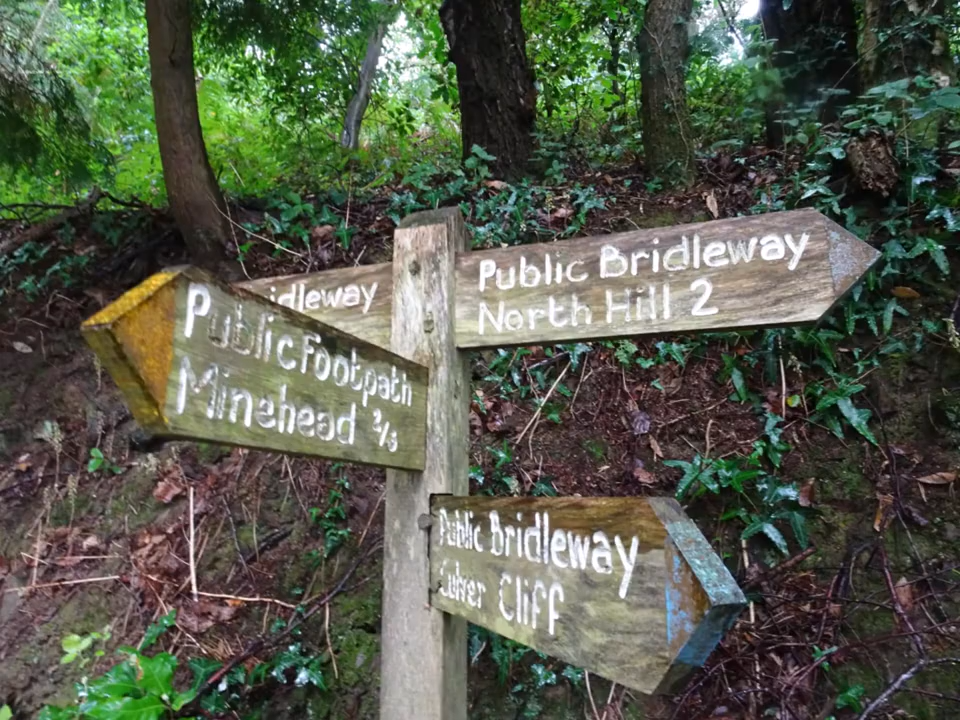 Public Bridleway
North Hill 2
idleway
Public Footpath
Minehead 2/3
Public Bridleway
Culver Cliff